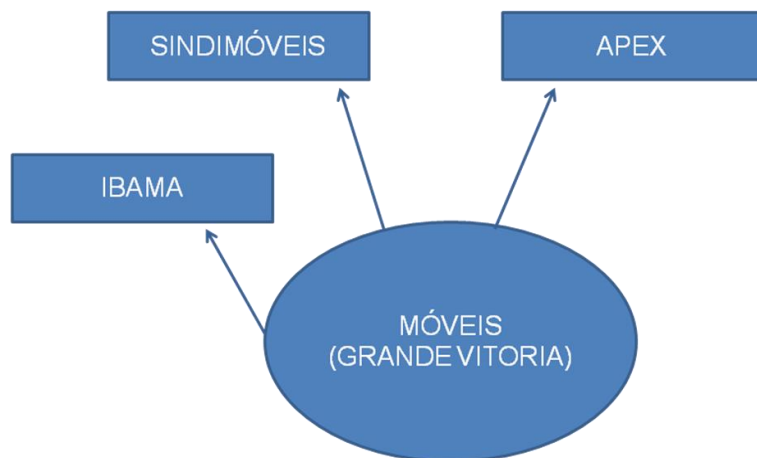 SINDIMÓVEIS
APEX
IBAMA
MÓVEIS
(GRANDE VITORIA)